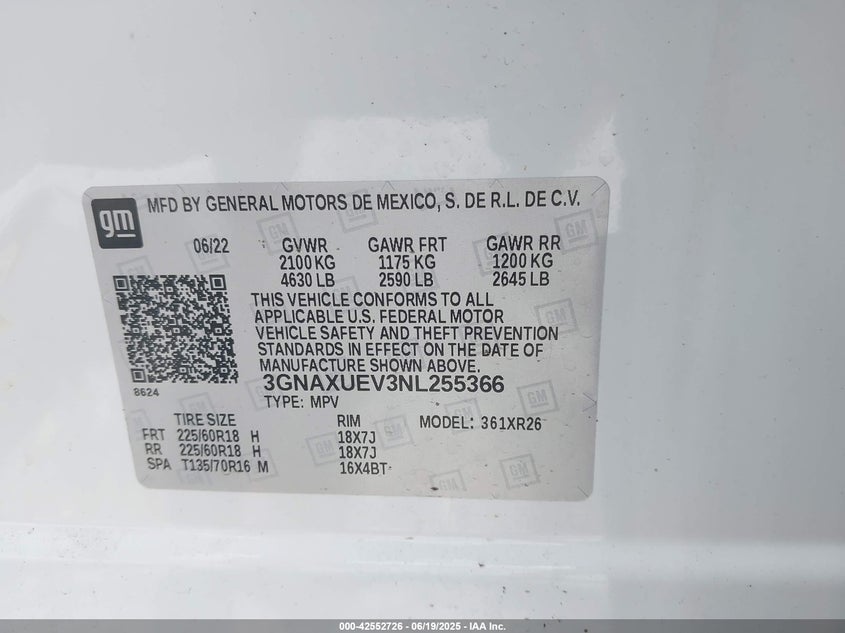 gm MFD BY GENERAL MOTORS DE MEXICO, S. DE R.L. DE C.V.
06/22 GVWR GAWR FRT GAWR RR
2100 KG 1175 KG 1200 KG
4630 LB 2590 LB 2645 LB
THIS VEHICLE CONFORMS TO ALL
APPLICABLE U.S. FEDERAL MOTOR
VEHICLE SAFETY AND THEFT PREVENTION
STANDARDS IN EFFECT ON THE DATE OF
MANUFACTURE SHOWN ABOVE.
3GNAXUEV3NL255366
8624
TYPE: MPV
TIRE SIZE RIM MODEL: 361XR26
FRT 225/60R18 H 18X7J
RR 225/60R18 H 18X7J
SPA T135/70R16 M 16X4BT
000-42552726 - 06/19/2025 - IAA Inc.